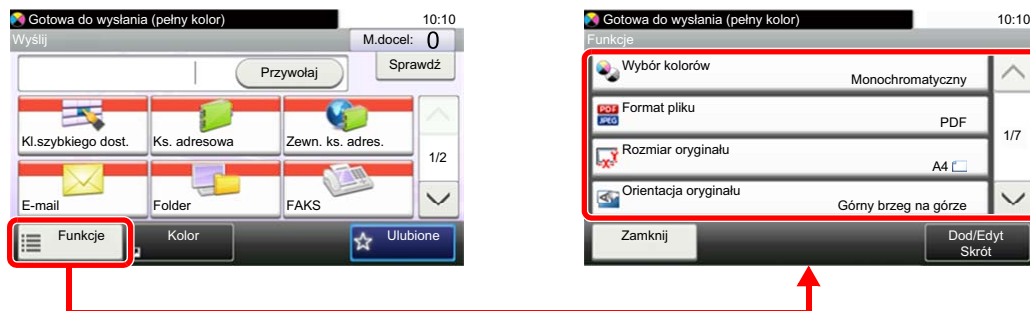 Gotowa do wysłania (pełny kolor)
10:10
Wyślij
M.docel: 0
Przywołaj
Sprawdź
Kl.szybkiego dost.
Ks. adresowa
Zewn. ks. adres.
1/2
E-mail
Folder
FAKS
Funkcje
Kolor
Ulubione
Gotowa do wysłania (pełny kolor)
10:10
Funkcje
Wybór kolorów
Monochromatyczny
PDF
JPEG
Format pliku
PDF
1/7
Rozmiar oryginału
A4
Orientacja oryginału
Górny brzeg na górze
Zamknij
Dod/Edyt
Skrót